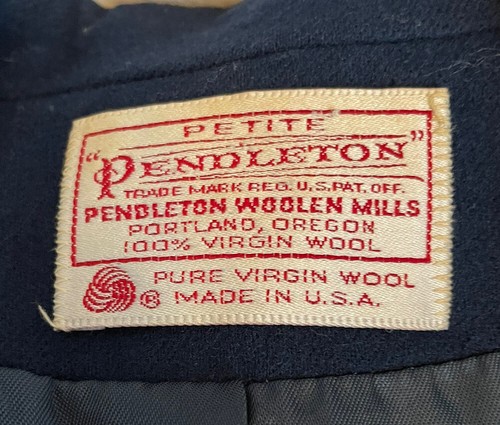 PETITE
"PENDLETON"
TRADE MARK REG. U.S. PAT. OFF.
PENDLETON WOOLEN MILLS
PORTLAND, OREGON
100% VIRGIN WOOL
PURE VIRGIN WOOL
® MADE IN U.S.A.